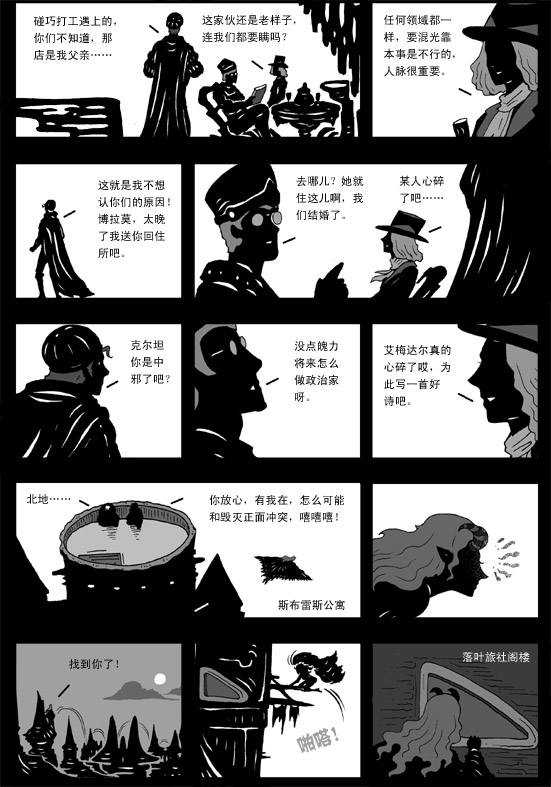 碰巧打工遇上的，
你们不知道，那
店是我父亲……
这家伙还是老样子，
连我们都要瞒吗？
任何领域都一
样，要混光靠
本事是不行的，
人脉很重要。
这就是我不想
认你们的原因！
博拉莫，太晚
了我送你回住
所吧。
去哪儿？她就
住这儿啊，我
们结婚了。
某人心碎
了吧……
克尔坦
你是中
邪了吧？
没点魄力
将来怎么
做政治家
呀。
艾梅达尔真的
心碎了哎，为
此写一首好
诗吧。
北地……
你放心，有我在，怎么可能
和毁灭正面冲突，嘻嘻嘻！
斯布雷斯公寓
找到你了！
啪嗒！
落叶旅社阁楼